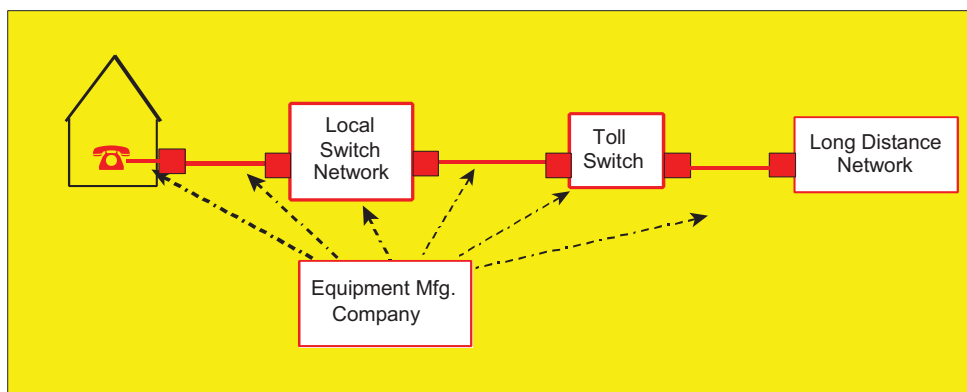 Local
Switch
Network
Toll
Switch
Long Distance
Network
Equipment Mfg.
Company